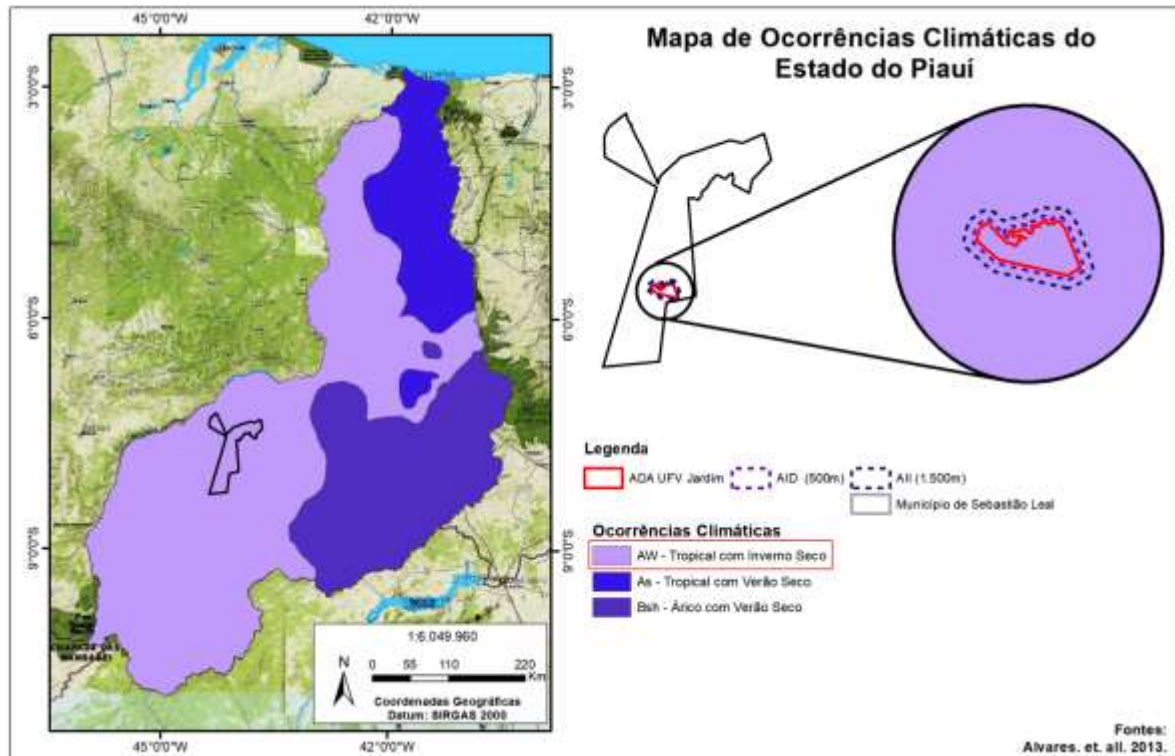 45°0'0"W
42°0'0"W
3°0'0"S
3°0'0"S
6°0'0"S
6°0'0"S
9°0'0"S
9°0'0"S
45°0'0"W
42°0'0"W
1:6.049.960
N
0 55 110 220
Km
Coordenadas Geográficas
Datum: SIRGAS 2000
Mapa de Ocorrências Climáticas do
Estado do Piauí
Legenda
ADA UFV Jardim
AID (500m)
AII (1.500m)
Município de Sebastião Leal
Ocorrências Climáticas
AW - Tropical com Inverno Seco
As - Tropical com Verão Seco
Bsh - Árico com Verão Seco
Fontes:
Alvares. et. all. 2013.